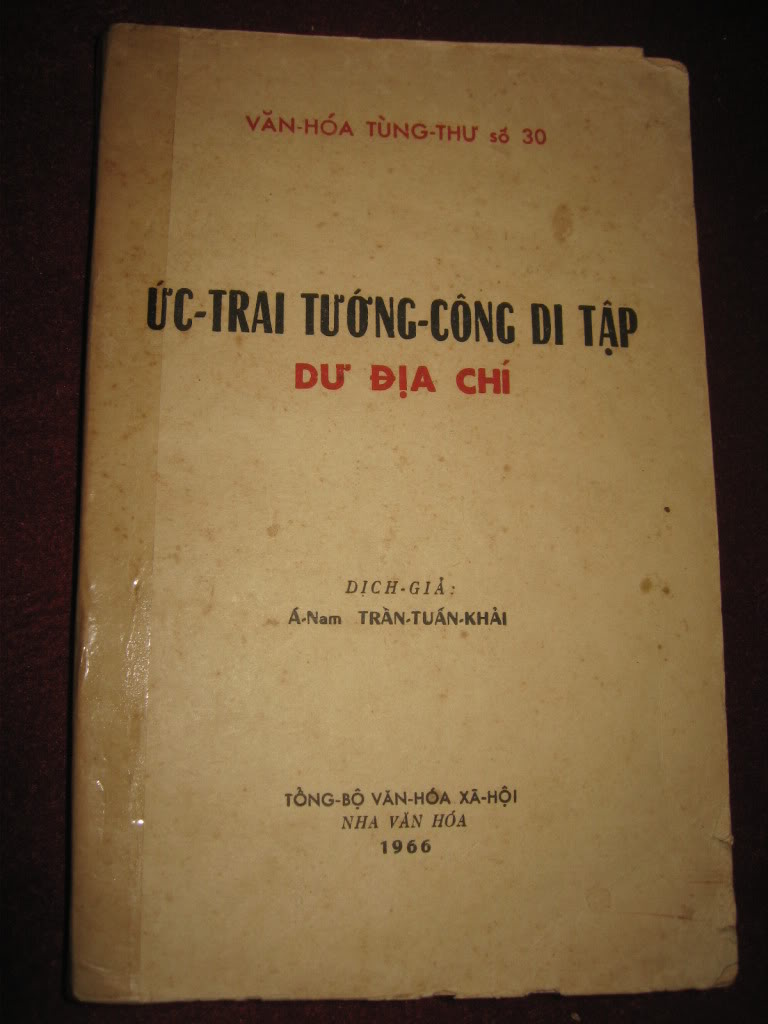 VĂN-HÓA TÙNG-THƯ số 30
ỨC-TRAI TƯỚNG-CÔNG DI TẬP
DƯ ĐỊA CHÍ
DỊCH-GIẢ:
Á-Nam TRẦN-TUẤN-KHẢI
TỔNG-BỘ VĂN-HÓA XÃ-HỘI
NHA VĂN HÓA
1966